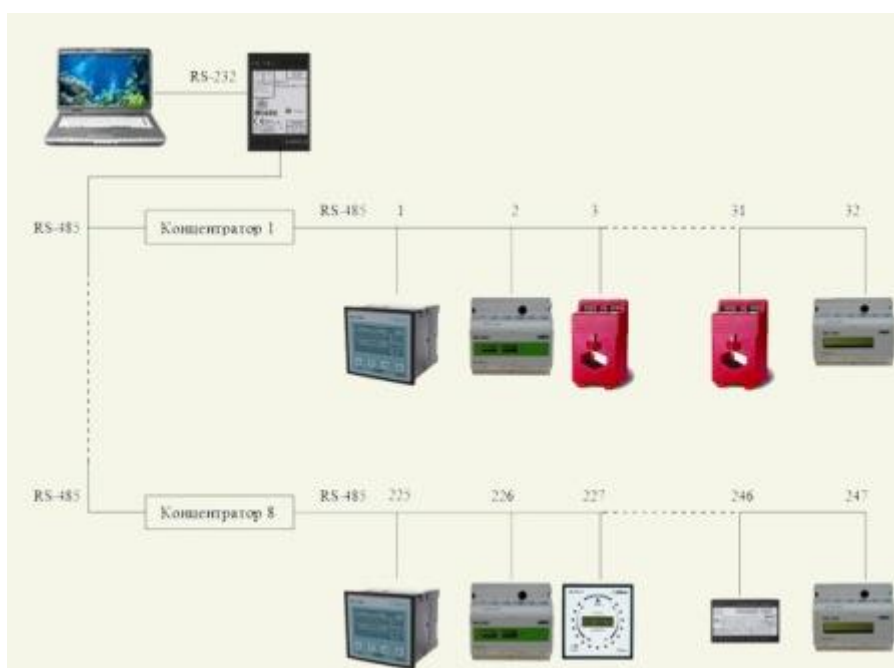 RS-232
RS-485 1 2 3 31 32
RS-485 Концентратор 1
RS-485 RS-485 225 226 227 246 247
Концентратор 8